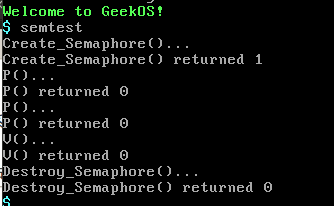 Welcome to GeekOS!
$ semtest
Create_Semaphore()...
Create_Semaphore() returned 1
P()...
P() returned 0
P()...
P() returned 0
V()...
V() returned 0
Destroy_Semaphore()...
Destroy_Semaphore() returned 0
$